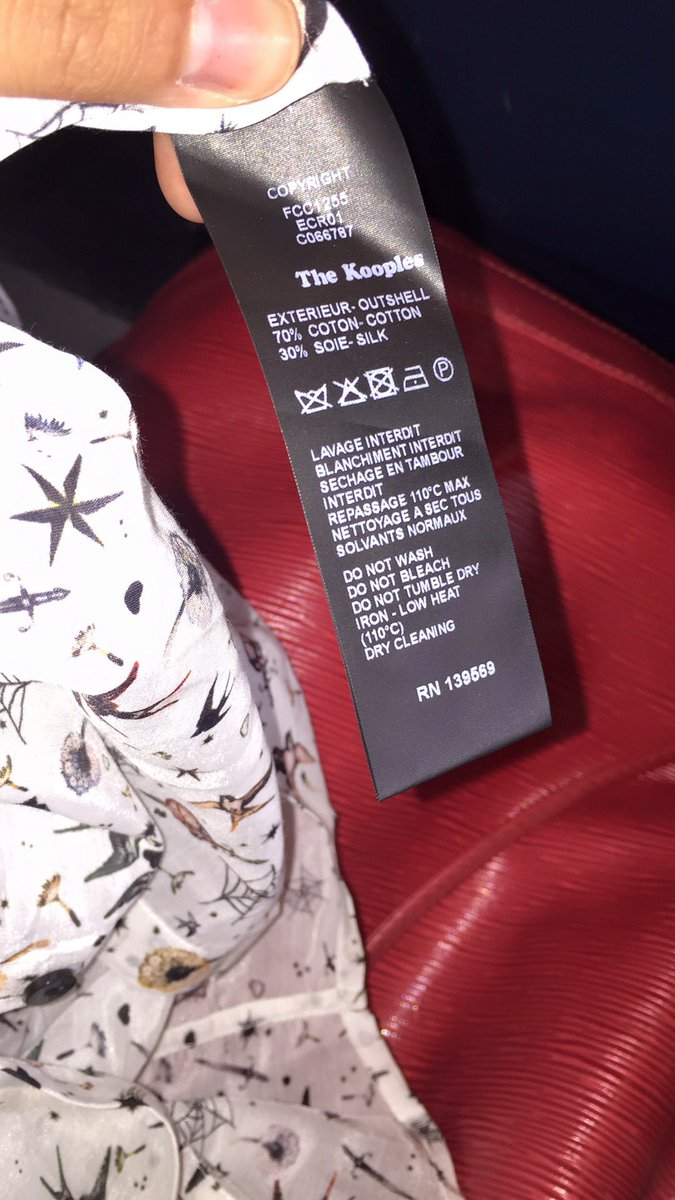 COPYRIGHT
FCC1255
ECR01
C066787
The Kooples
EXTERIEUR- OUTSHELL
70% COTON- COTTON
30% SOIE- SILK
P
LAVAGE INTERDIT
BLANCHIMENT INTERDIT
SECHAGE EN TAMBOUR
INTERDIT
REPASSAGE 110°C MAX
NETTOYAGE A SEC TOUS
SOLVANTS NORMAUX
DO NOT WASH
DO NOT BLEACH
DO NOT TUMBLE DRY
IRON - LOW HEAT
(110°C)
DRY CLEANING
RN 139569